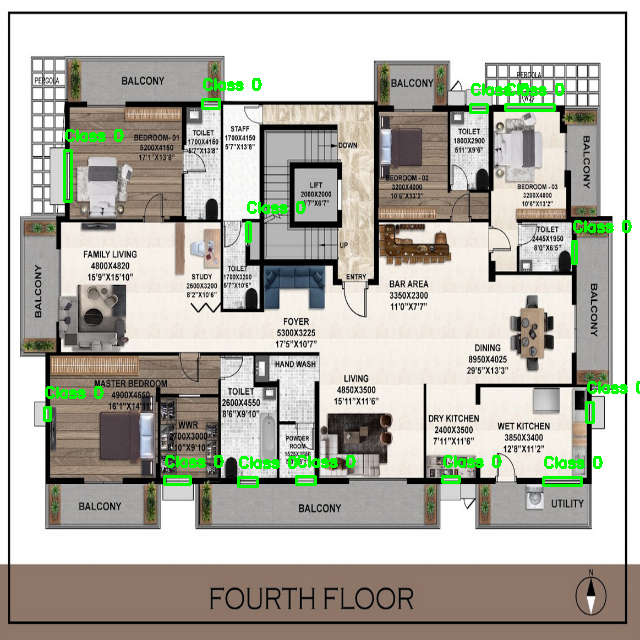 PERGOLA
BALCONY
Class 0
BALCONY
Class 0
Class 0
PERGOLA
Class 0
BEDROOM- 01
5200X4150
17'1"X13'8"
TOILET
1700X4150
5'7"X13'8"
STAFF
1700X4150
5'7"X13'8"
DOWN
LIFT
2000X2000
6'7"X6'7"
UP
BEDROOM - 02
3200X4000
10'6"X13'2"
TOILET
1800X2900
5'11"X9'6"
BEDROOM - 03
3200X4000
10'6"X13'2"
BALCONY
Class 0
Class 0
TOILET
2445X1950
8'0"X6'5"
BALCONY
FAMILY LIVING
4800X4820
15'9"X15'10"
STUDY
2600X3200
8'2"X10'6"
TOILET
1700X3200
5'7"X10'6"
ENTRY
BAR AREA
3350X2300
11'0"X7'7"
BALCONY
FOYER
5300X3225
17'5"X10'7"
DINING
8950X4025
29'5"X13'3"
HAND WASH
MASTER BEDROOM
4900X4550
16'1"X14'11"
Class 0
TOILET
2600X4550
8'6"X9'10"
LIVING
4850X3500
15'11"X11'6"
Class 0
WWR
2700X3000
POWDER
ROOM
DRY KITCHEN
2400X3500
7'11"X11'6"
WET KITCHEN
3850X3400
12'8"X11'2"
Class 0
Class 0
Class 0
Class 0
Class 0
BALCONY
BALCONY
UTILITY
FOURTH FLOOR
N